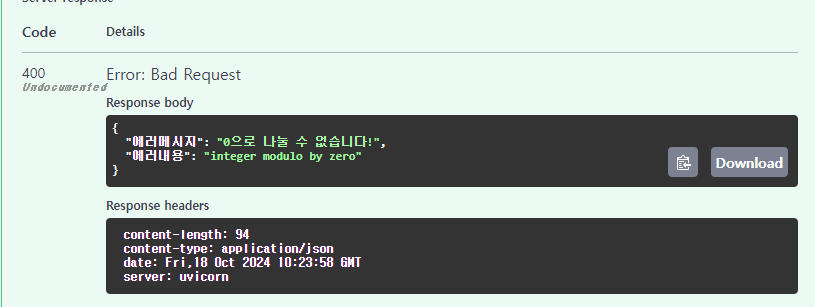 Server response
Code Details
400 Error: Bad Request
Undocumented
Response body
{
"에러메시지": "0으로 나눌 수 없습니다!",
"에러내용": "integer modulo by zero"
}
Download
Response headers
content-length: 94
content-type: application/json
date: Fri,18 Oct 2024 10:23:58 GMT
server: uvicorn